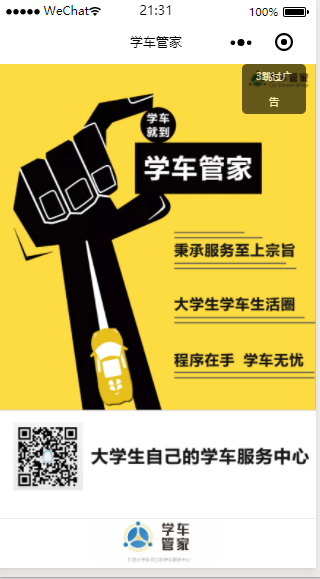 WeChat
21:31
100%
学车管家
3跳过广
告
学车
就到
学车管家
秉承服务至上宗旨
大学生学车生活圈
程序在手 学车无忧
大学生自己的学车服务中心
学车
管家